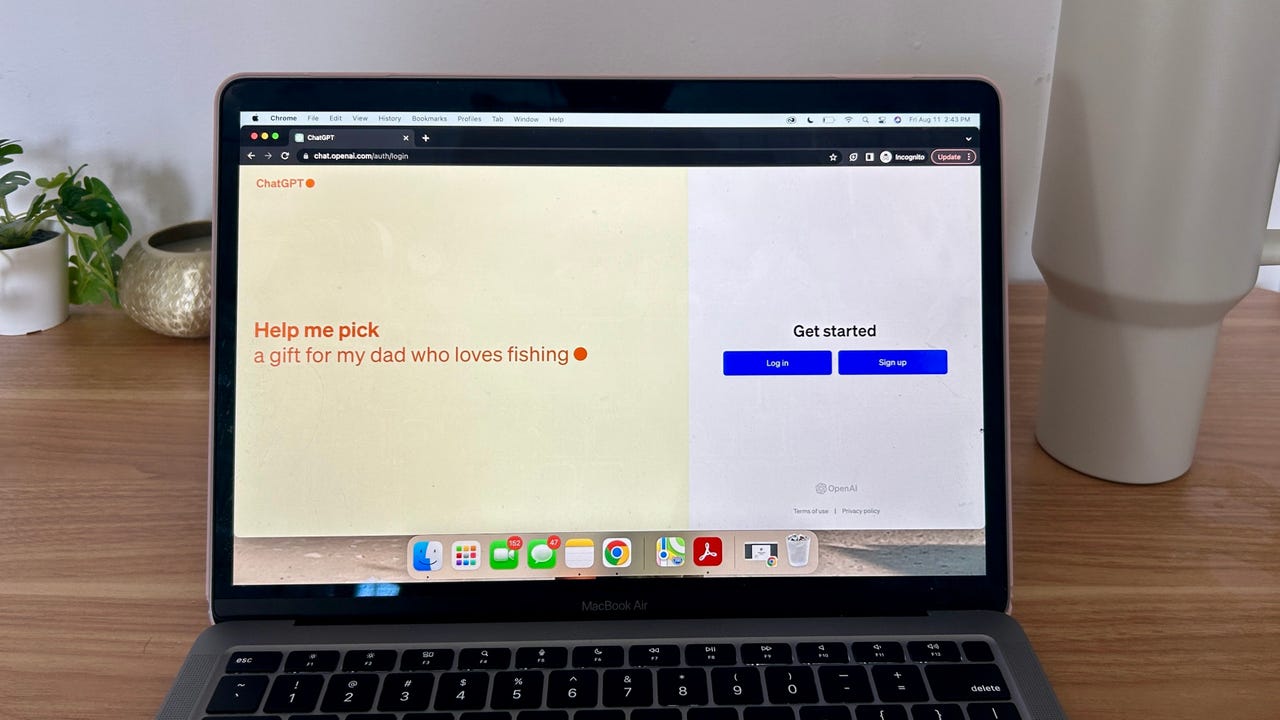 Chrome File Edit View History Bookmarks Profiles Tab Window Help Fri Aug 11 2:43 PM
ChatGPT
chat.openai.com/auth/login Incognito Update
ChatGPT
Help me pick
a gift for my dad who loves fishing
Get started
Log in Sign up
OpenAI
Terms of use | Privacy policy
152 47
MacBook Air
esc F1 F2 F3 F4 F5 F6 F7 F8 F9 F10 F11 F12
~ ! @ # $ % ^ & * ( ) — +
` 1 2 3 4 5 6 7 8 9 0 - = delete
{ }